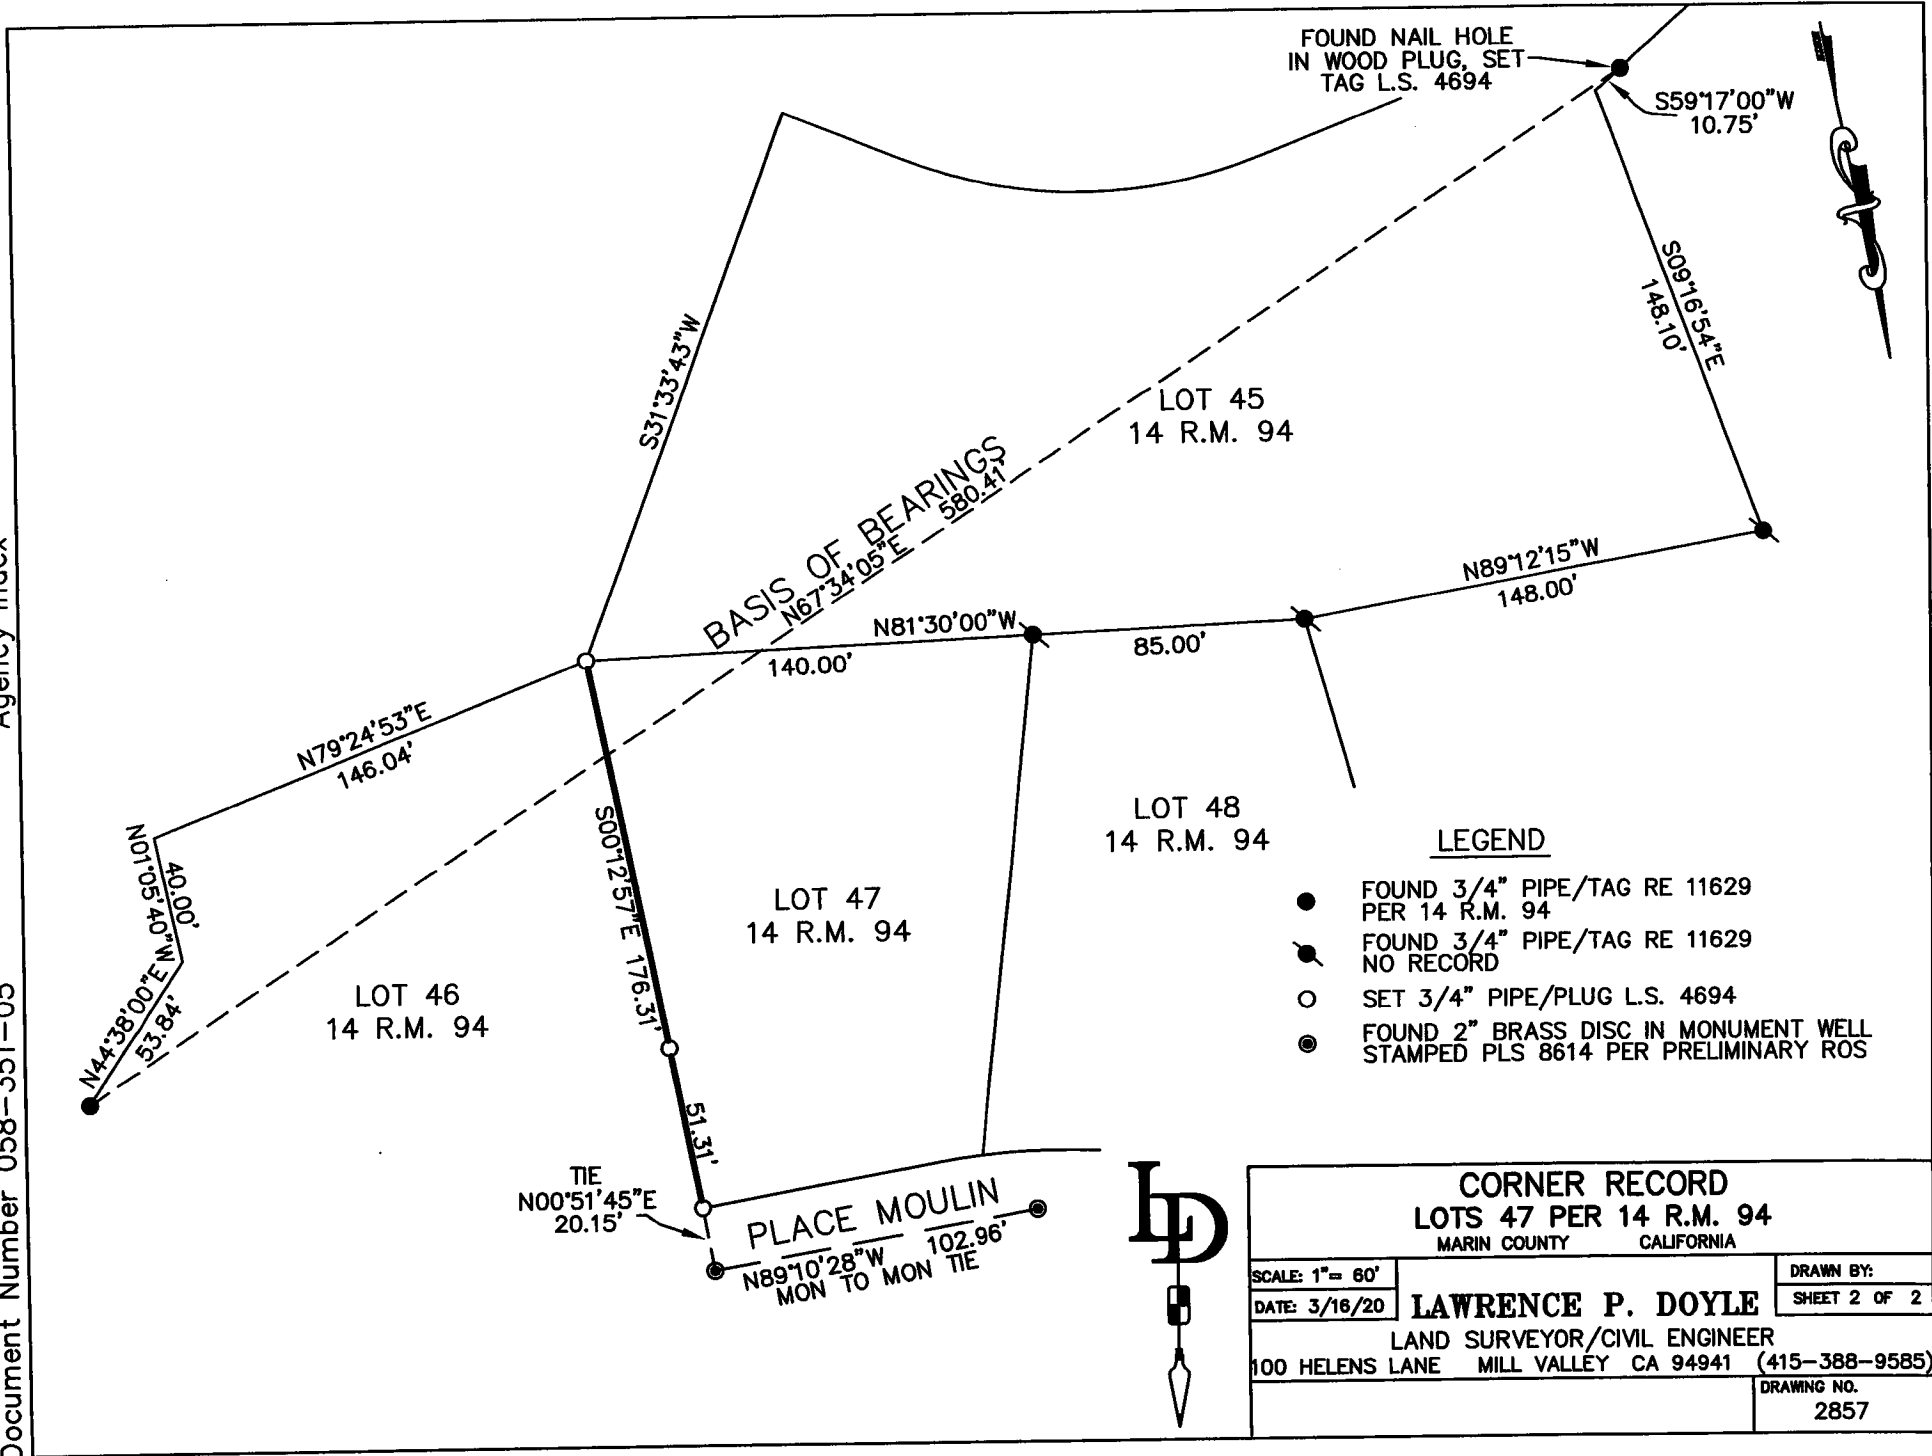 FOUND NAIL HOLE
IN WOOD PLUG, SET
TAG L.S. 4694
S59°17'00"W
10.75'
S09°16'54"E
148.10'
S31°33'43"W
LOT 45
14 R.M. 94
BASIS OF BEARINGS
N67°34'05"E 580.41'
N89°12'15"W
148.00'
N81°30'00"W
140.00'
85.00'
N79°24'53"E
146.04'
N01°05'40"W
40.00'
N44°38'00"E
53.84'
S00°12'57"E 176.31'
51.31'
LOT 48
14 R.M. 94
LOT 47
14 R.M. 94
LOT 46
14 R.M. 94
LEGEND
FOUND 3/4" PIPE/TAG RE 11629
PER 14 R.M. 94
FOUND 3/4" PIPE/TAG RE 11629
NO RECORD
SET 3/4" PIPE/PLUG L.S. 4694
FOUND 2" BRASS DISC IN MONUMENT WELL
STAMPED PLS 8614 PER PRELIMINARY ROS
TIE
N00°51'45"E
20.15'
PLACE MOULIN
N89°10'28"W 102.96'
MON TO MON TIE
LD
CORNER RECORD
LOTS 47 PER 14 R.M. 94
MARIN COUNTY CALIFORNIA
SCALE: 1"= 60'
DATE: 3/16/20
LAWRENCE P. DOYLE
DRAWN BY:
SHEET 2 OF 2
LAND SURVEYOR/CIVIL ENGINEER
100 HELENS LANE MILL VALLEY CA 94941 (415-388-9585)
DRAWING NO.
2857
Document Number 058-351-05
Agency Index